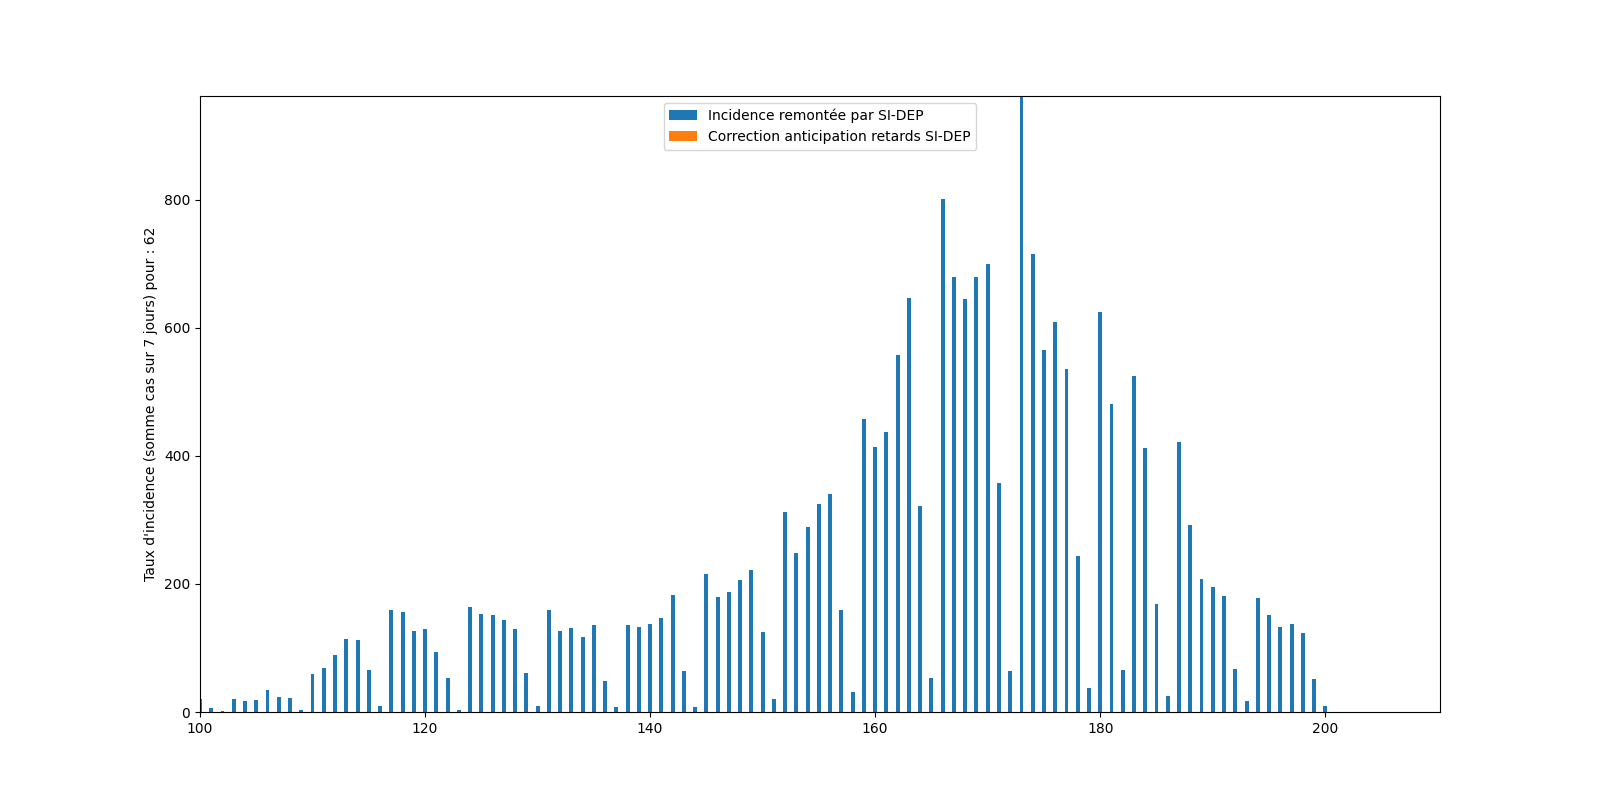 Incidence remontée par SI-DEP
Correction anticipation retards SI-DEP
Taux d'incidence (somme cas sur 7 jours) pour : 62
800
600
400
200
0
100 120 140 160 180 200